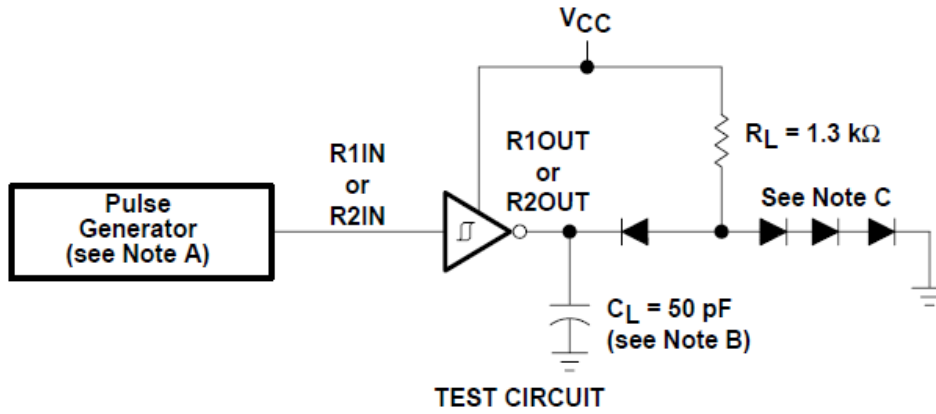 VCC
R1IN
or
R2IN
R1OUT
or
R2OUT
RL = 1.3 kΩ
See Note C
Pulse
Generator
(see Note A)
CL = 50 pF
(see Note B)
TEST CIRCUIT